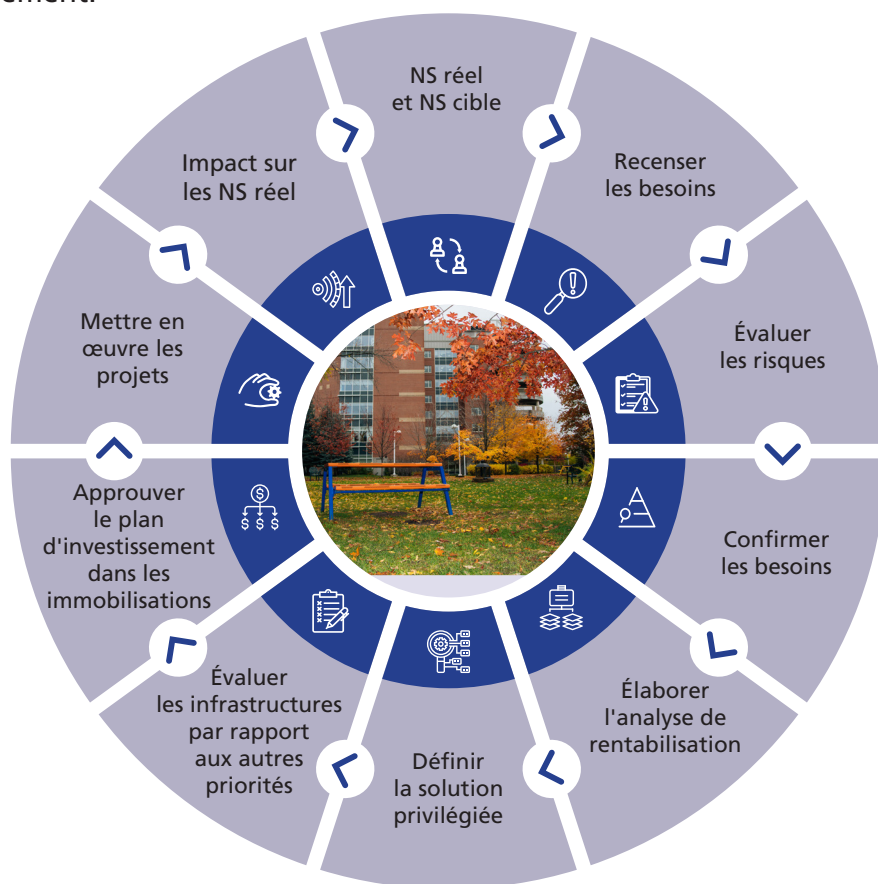 ement.
NS réel
et NS cible
Recenser
les besoins
Évaluer
les risques
Confirmer
les besoins
Élaborer
l'analyse de
rentabilisation
Définir
la solution
privilégiée
Évaluer
les infrastructures
par rapport
aux autres
priorités
Approuver
le plan
d'investissement
dans les
immobilisations
Mettre en
œuvre les
projets
Impact sur
les NS réel